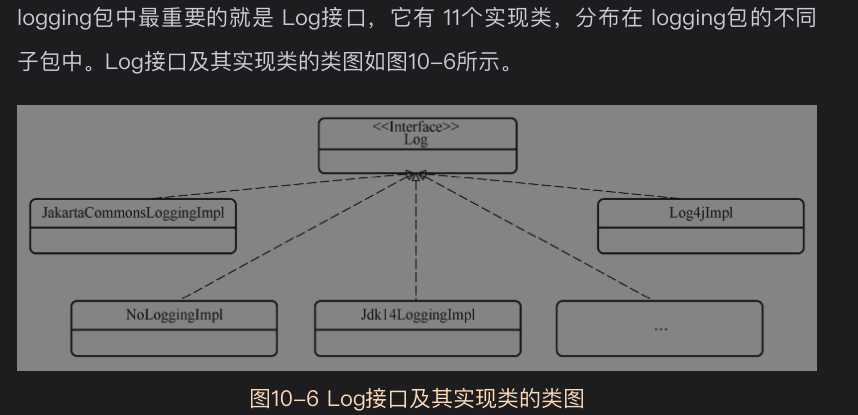 logging包中最重要的就是 Log接口，它有 11个实现类，分布在 logging包的不同
子包中。Log接口及其实现类的类图如图10-6所示。
<<Interface>>
Log
JakartaCommonsLoggingImpl
Log4jImpl
NoLoggingImpl
Jdk14LoggingImpl
...
图10-6 Log接口及其实现类的类图